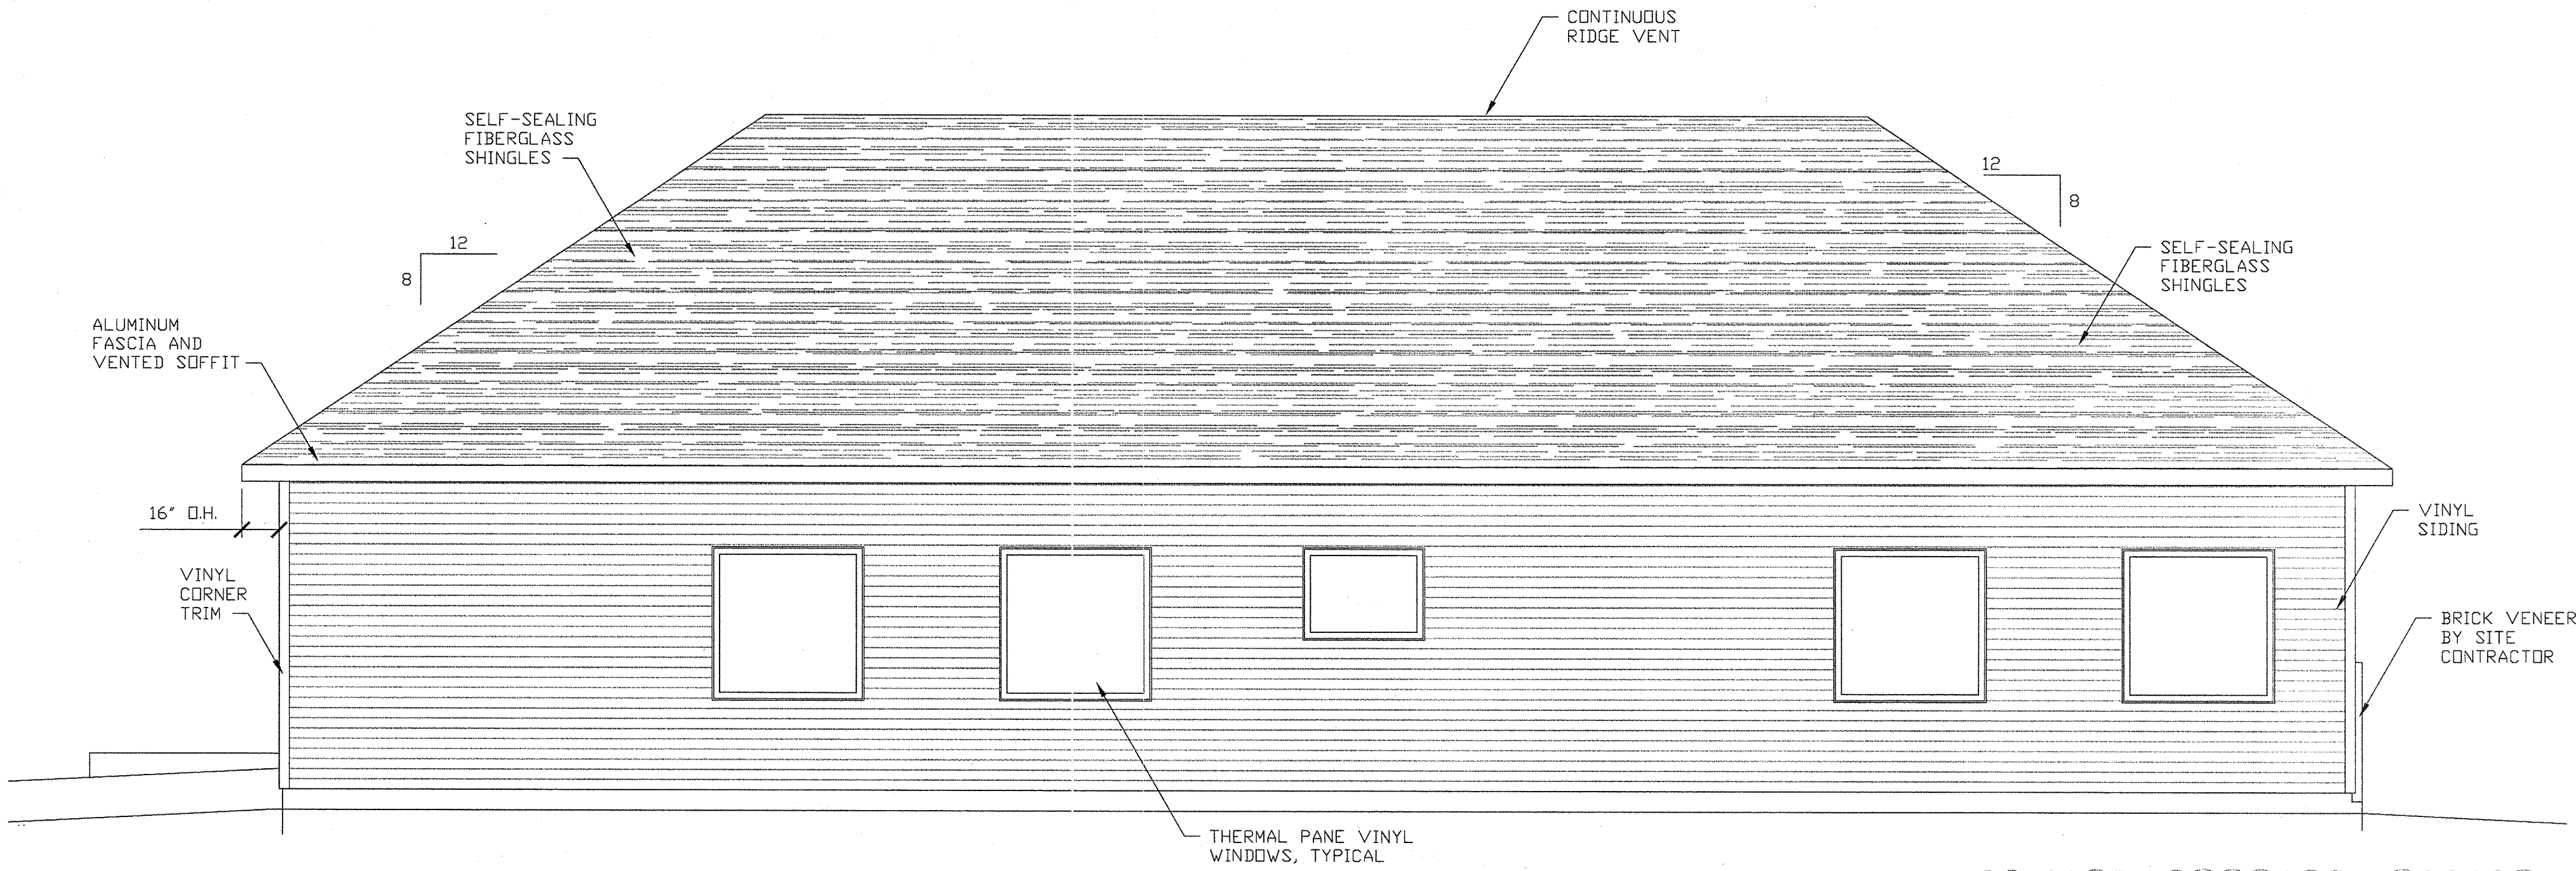 CONTINUOUS
RIDGE VENT
SELF-SEALING
FIBERGLASS
SHINGLES
12
8
12
8
SELF-SEALING
FIBERGLASS
SHINGLES
ALUMINUM
FASCIA AND
VENTED SOFFIT
16" O.H.
VINYL
SIDING
VINYL
CORNER
TRIM
BRICK VENEER
BY SITE
CONTRACTOR
THERMAL PANE VINYL
WINDOWS, TYPICAL